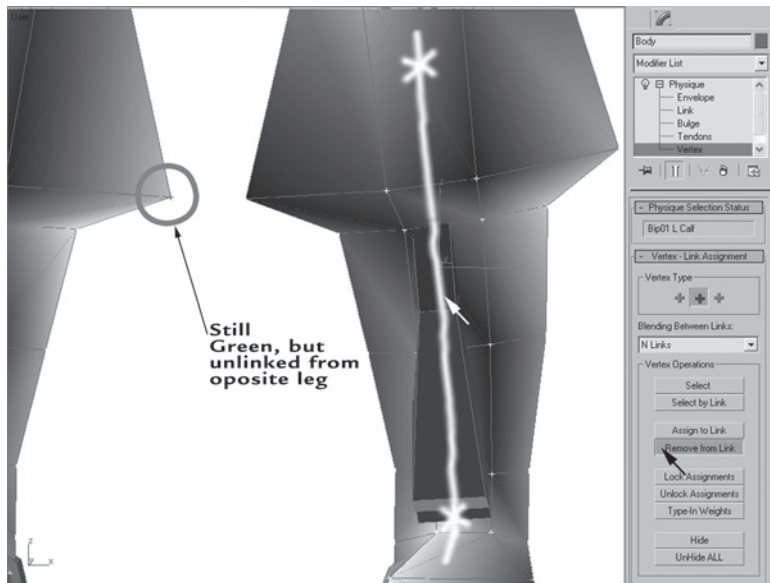 User
Still
Green, but
unlinked from
oposite leg
z
y
x
y
Body
Modifier List
Physique
Envelope
Link
Bulge
Tendons
Vertex
- Physique Selection Status
Bip01 L Calf
- Vertex - Link Assignment
Vertex Type
Blending Between Links:
N Links
Vertex Operations
Select
Select by Link
Assign to Link
Remove from Link
Lock Assignments
Unlock Assignments
Type-In Weights
Hide
UnHide ALL